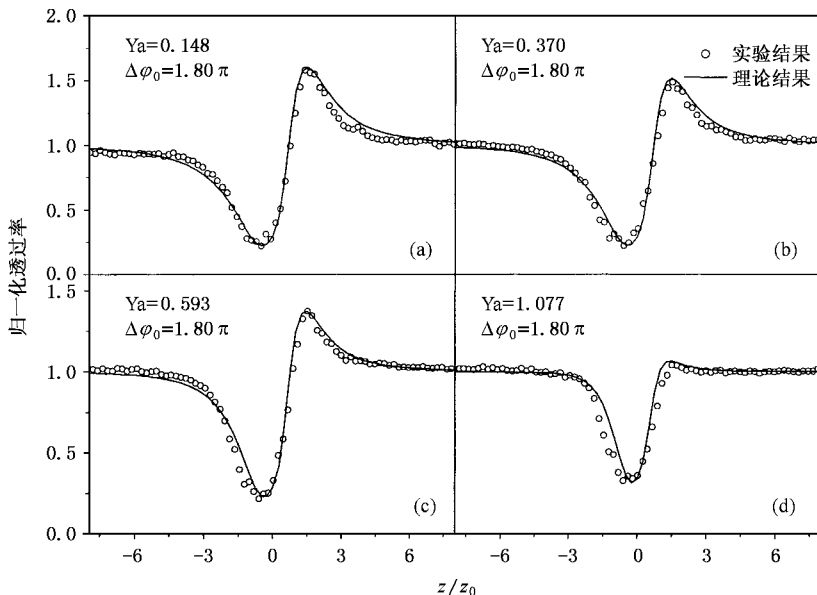 2.0
1.5
1.0
0.5
2.0
1.5
1.0
0.5
0.0
归一化透过率
Ya=0.148
Δφ₀=1.80 π
(a)
Ya=0.370
Δφ₀=1.80 π
实验结果
理论结果
(b)
Ya=0.593
Δφ₀=1.80 π
(c)
Ya=1.077
Δφ₀=1.80 π
(d)
-6 -3 0 3 6 -6 -3 0 3 6
z/z₀